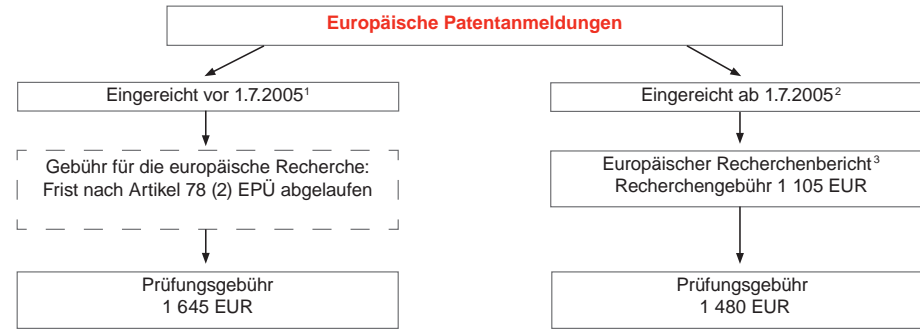 Europäische Patentanmeldungen
Eingereicht vor 1.7.2005¹
Eingereicht ab 1.7.2005²
Gebühr für die europäische Recherche:
Frist nach Artikel 78 (2) EPÜ abgelaufen
Europäischer Recherchenbericht³
Recherchengebühr 1 105 EUR
Prüfungsgebühr
1 645 EUR
Prüfungsgebühr
1 480 EUR